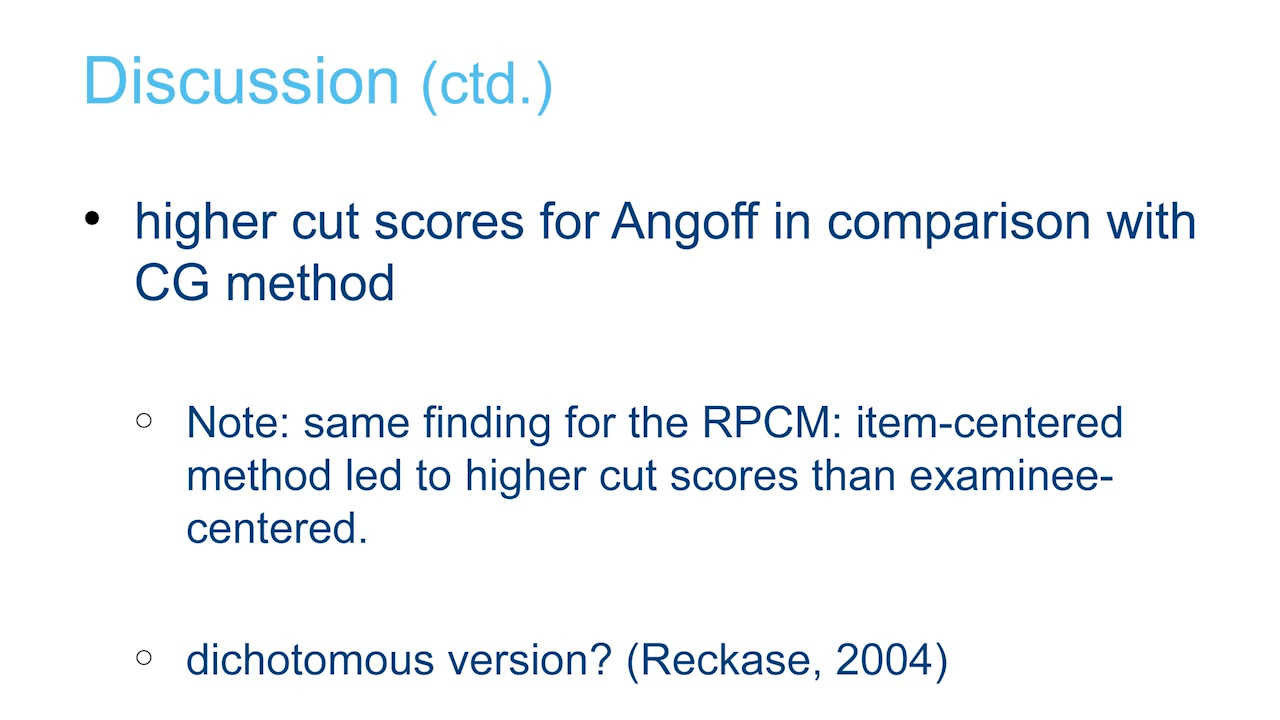 Discussion (ctd.)
• higher cut scores for Angoff in comparison with
CG method
○ Note: same finding for the RPCM: item-centered
method led to higher cut scores than examinee-
centered.
○ dichotomous version? (Reckase, 2004)